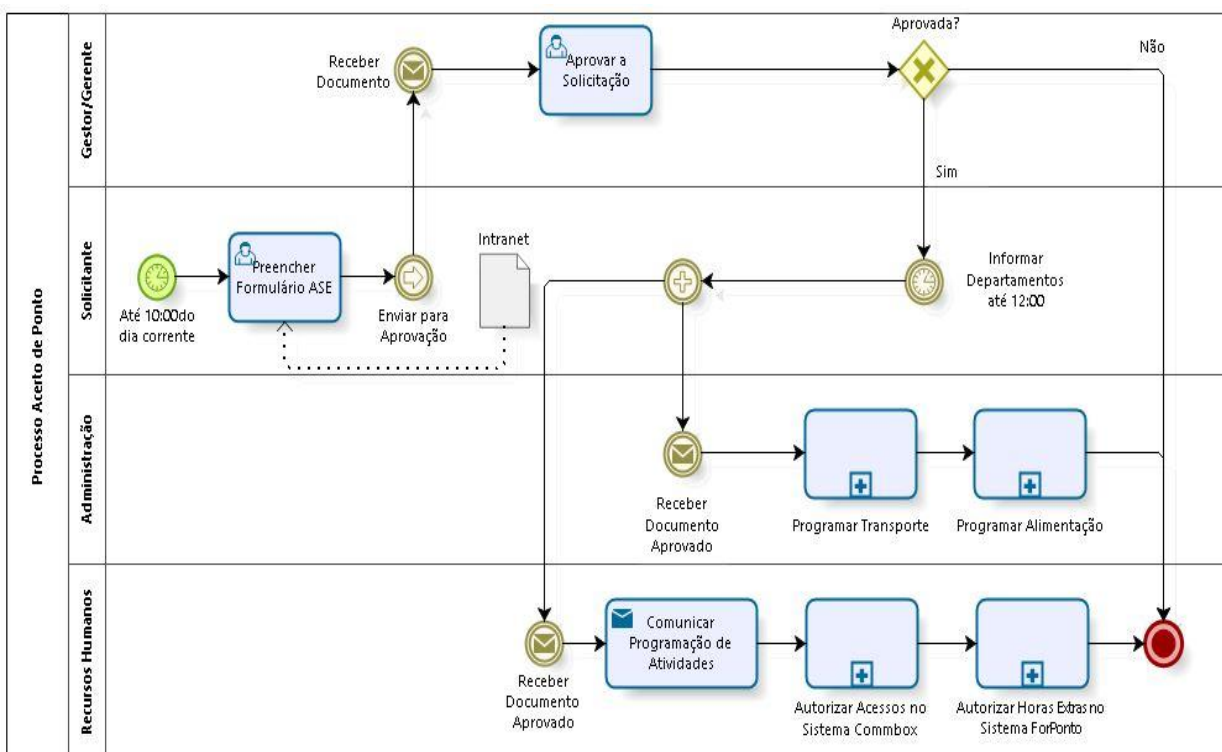 Processo Acerto de Ponto
Gestor/Gerente
Receber
Documento
Aprovar a
Solicitação
Aprovada?
Não
Sim
Solicitante
Até 10:00do
dia corrente
Preencher
Formulário ASE
Enviar para
Aprovação
Intranet
Informar
Departamentos
até 12:00
Administração
Receber
Documento
Aprovado
Programar Transporte
Programar Alimentação
Recursos Humanos
Receber
Documento
Aprovado
Comunicar
Programação de
Atividades
Autorizar Acessos no
Sistema Commbox
Autorizar Horas Extras no
Sistema ForPonto